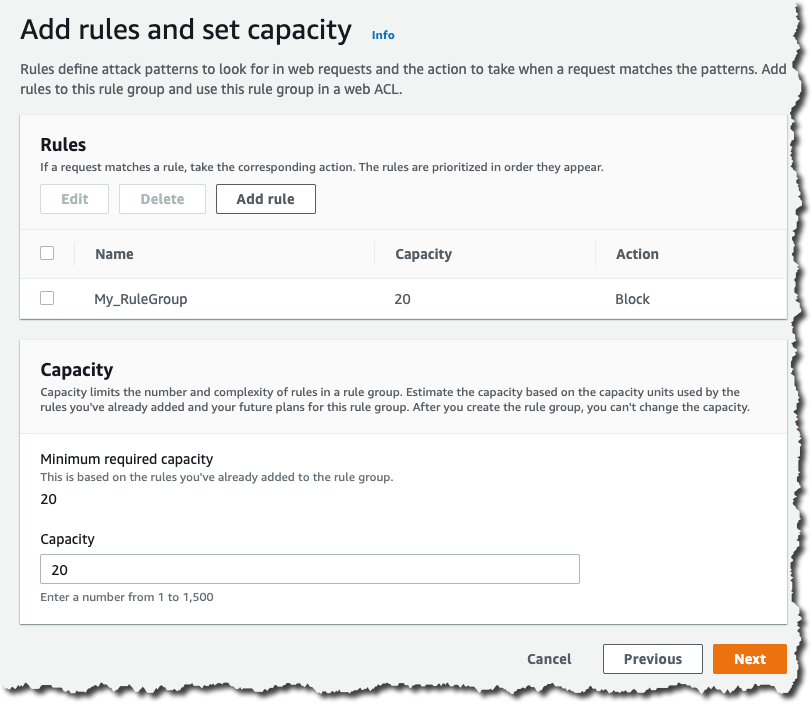 Add rules and set capacity Info
Rules define attack patterns to look for in web requests and the action to take when a request matches the patterns. Add
rules to this rule group and use this rule group in a web ACL.
Rules
If a request matches a rule, take the corresponding action. The rules are prioritized in order they appear.
Edit Delete Add rule
Name Capacity Action
My_RuleGroup 20 Block
Capacity
Capacity limits the number and complexity of rules in a rule group. Estimate the capacity based on the capacity units used by the
rules you've already added and your future plans for this rule group. After you create the rule group, you can't change the capacity.
Minimum required capacity
This is based on the rules you've already added to the rule group.
20
Capacity
20
Enter a number from 1 to 1,500
Cancel Previous Next